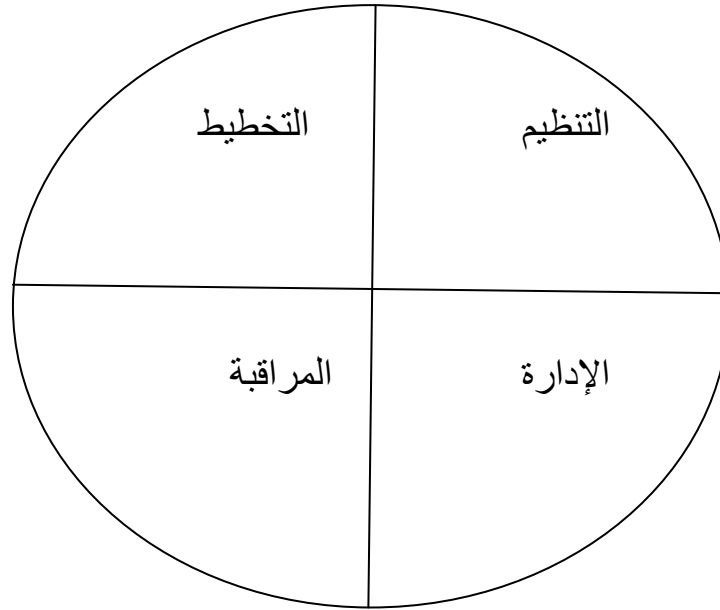 التنظيم
التخطيط
الإدارة
المراقبة